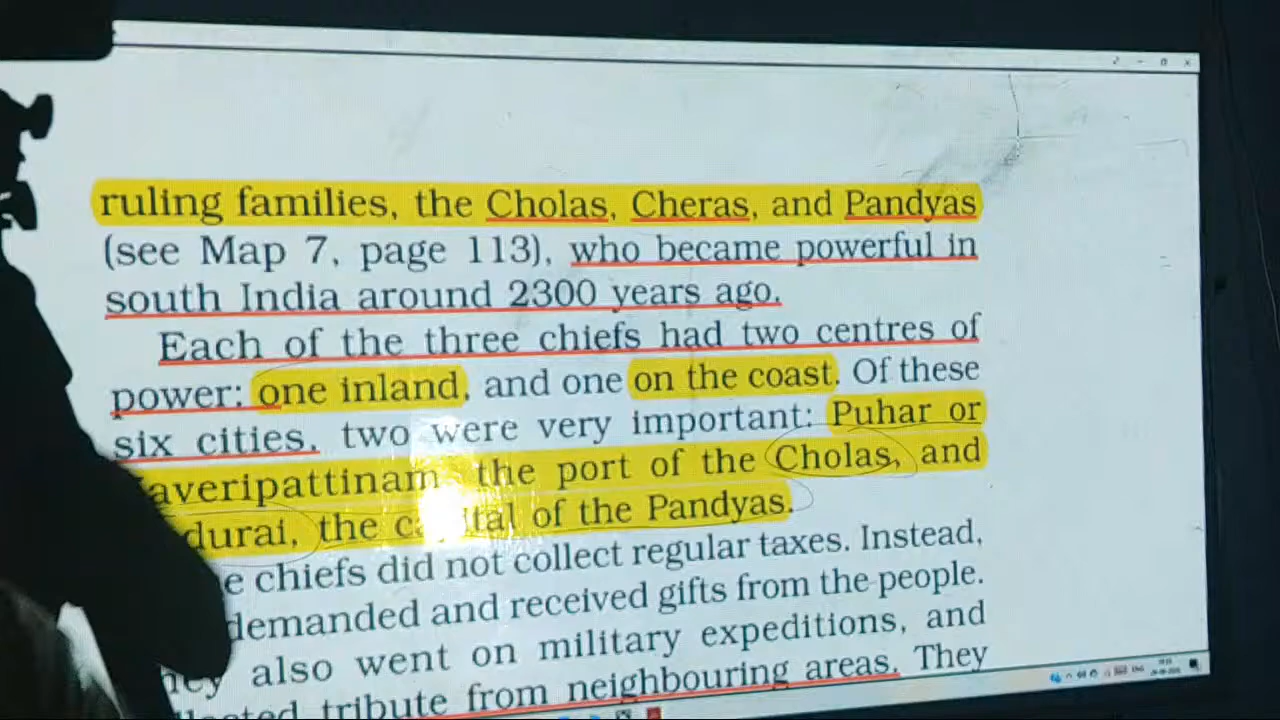 ruling families, the Cholas, Cheras, and Pandyas
(see Map 7, page 113), who became powerful in
south India around 2300 years ago.
Each of the three chiefs had two centres of
power: one inland, and one on the coast. Of these
six cities, two were very important: Puhar or
averipattinam the port of the Cholas, and
durai, the capital of the Pandyas.
e chiefs did not collect regular taxes. Instead,
demanded and received gifts from the people.
hey also went on military expeditions, and
tribute from neighbouring areas. They
ENG